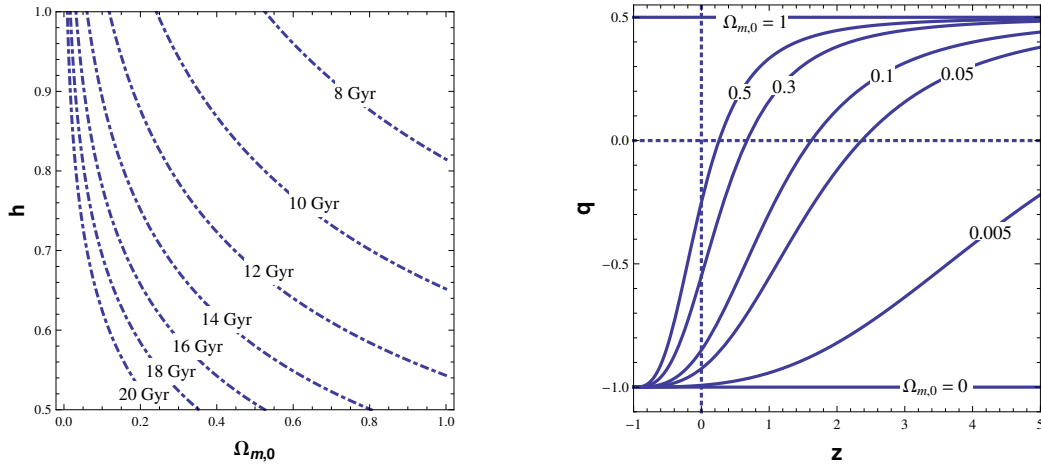 1.0
0.9
0.8
0.7
0.6
0.5
0.0
0.2
0.4
0.6
0.8
1.0
h
Ωm,0
8 Gyr
10 Gyr
12 Gyr
14 Gyr
16 Gyr
18 Gyr
20 Gyr
0.5
0.0
−0.5
−1.0
−1
0
1
2
3
4
5
q
z
Ωm,0 = 1
0.5
0.3
0.1
0.05
0.005
Ωm,0 = 0